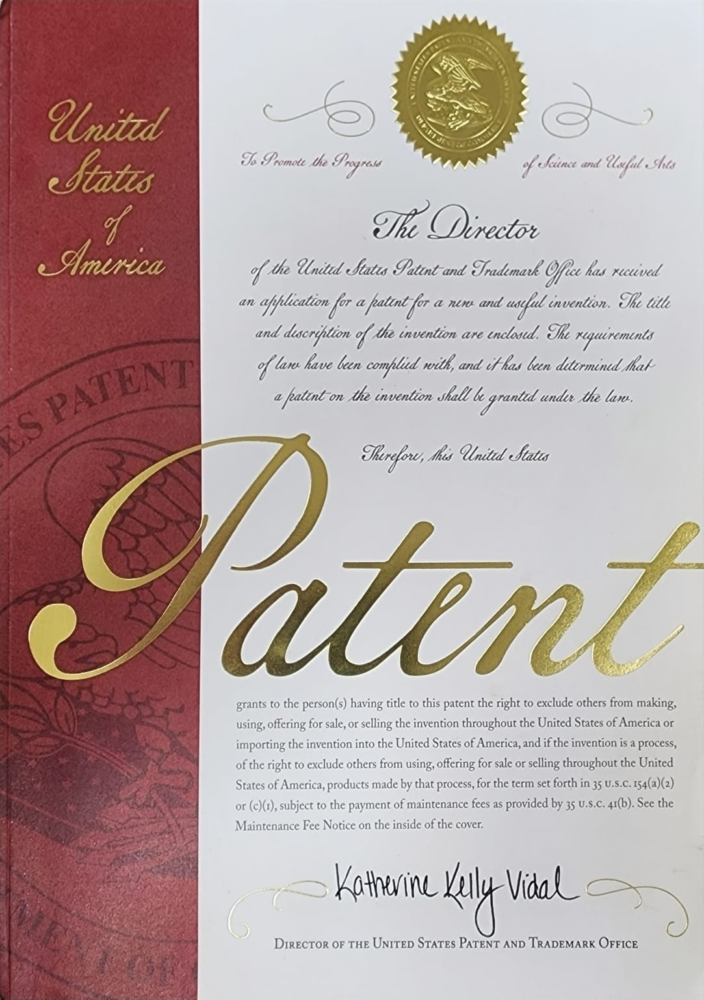 United
States
of
America
To Promote the Progress
of Science and Useful Arts
The Director
of the United States Patent and Trademark Office has received
an application for a patent for a new and useful invention. The title
and description of the invention are enclosed. The requirements
of law have been complied with, and it has been determined that
a patent on the invention shall be granted under the law.
Therefore, this United States
ES PATENT
Patent
grants to the person(s) having title to this patent the right to exclude others from making,
using, offering for sale, or selling the invention throughout the United States of America or
importing the invention into the United States of America, and if the invention is a process,
of the right to exclude others from using, offering for sale or selling throughout the United
States of America, products made by that process, for the term set forth in 35 U.S.C. 154(a)(2)
or (c)(1), subject to the payment of maintenance fees as provided by 35 U.S.C. 41(b). See the
Maintenance Fee Notice on the inside of the cover.
Katherine Kelly Vidal
DIRECTOR OF THE UNITED STATES PATENT AND TRADEMARK OFFICE
MENT OF